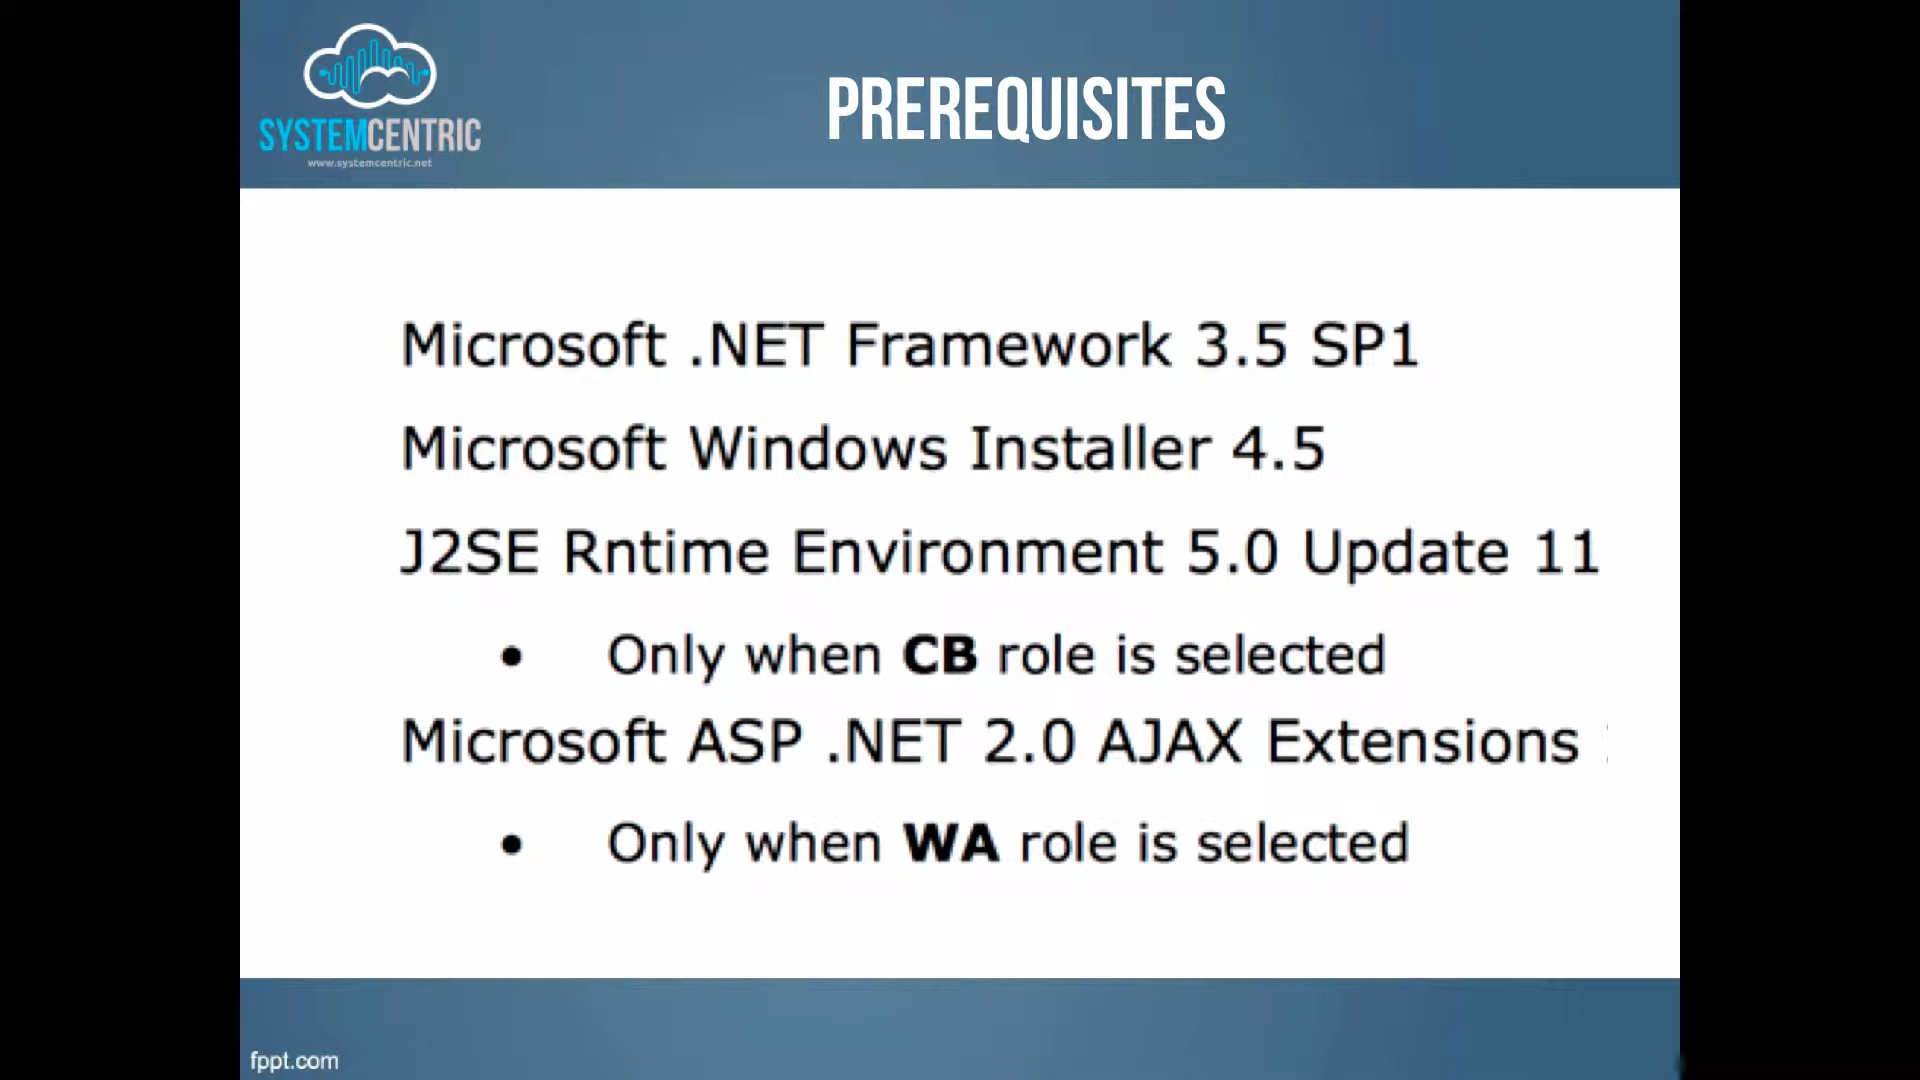 SYSTEMCENTRIC
www.systemcentric.net
PREREQUISITES
Microsoft .NET Framework 3.5 SP1
Microsoft Windows Installer 4.5
J2SE Rntime Environment 5.0 Update 11
• Only when CB role is selected
Microsoft ASP .NET 2.0 AJAX Extensions
• Only when WA role is selected
fppt.com